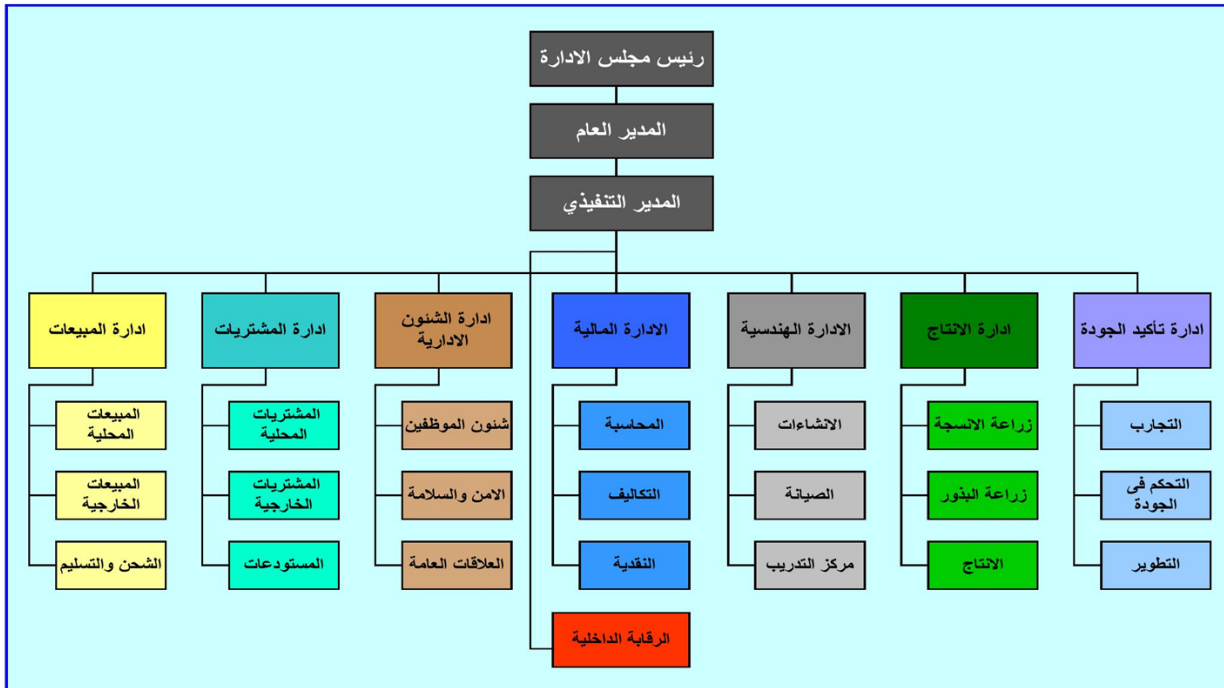 رئيس مجلس الادارة
المدير العام
المدير التنفيذي
ادارة تأكيد الجودة
ادارة الانتاج
الادارة الهندسية
الادارة المالية
ادارة الشئون
الادارية
ادارة المشتريات
ادارة المبيعات
التجارب
زراعة الانسجة
الانشاءات
المحاسبة
شئون الموظفين
المشتريات
المحلية
المبيعات
المحلية
التحكم فى
الجودة
زراعة البذور
الصيانة
التكاليف
الامن والسلامة
المشتريات
الخارجية
المبيعات
الخارجية
التطوير
الانتاج
مركز التدريب
النقدية
العلاقات العامة
المستودعات
الشحن والتسليم
الرقابة الداخلية